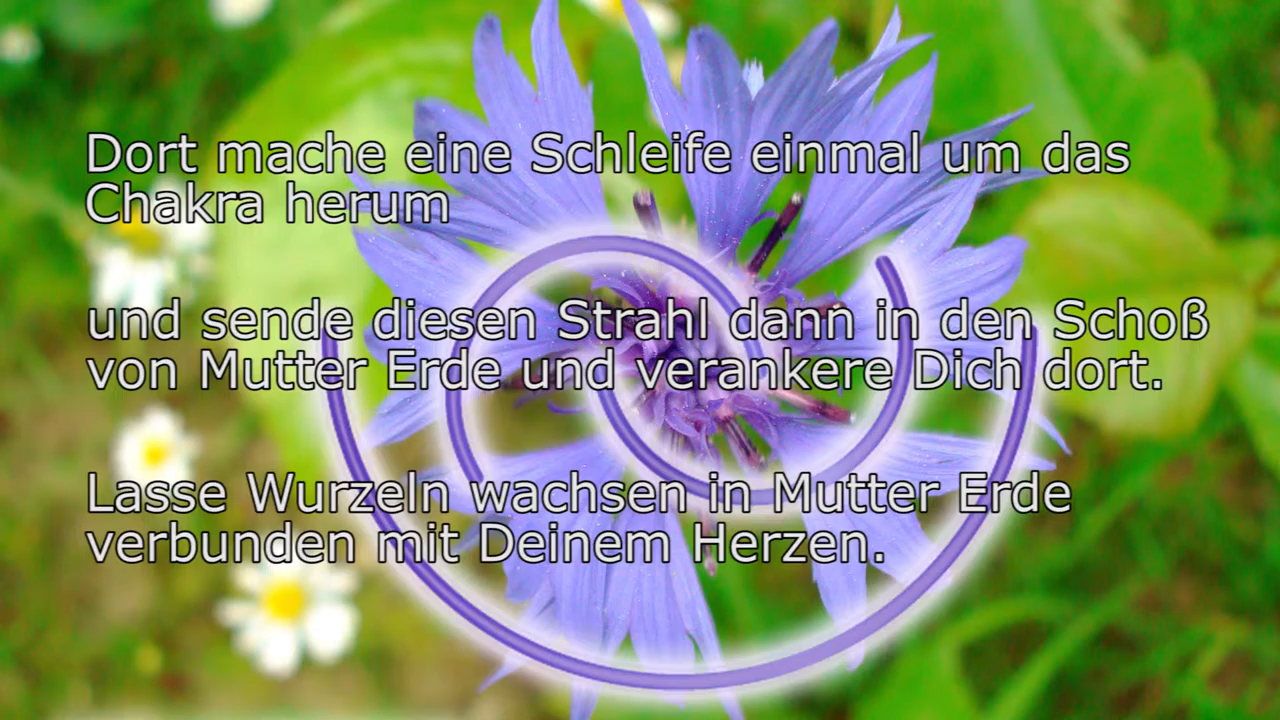 Dort mache eine Schleife einmal um das
Chakra herum
und sende diesen Strahl dann in den Schoß
von Mutter Erde und verankere Dich dort.
Lasse Wurzeln wachsen in Mutter Erde
verbunden mit Deinem Herzen.